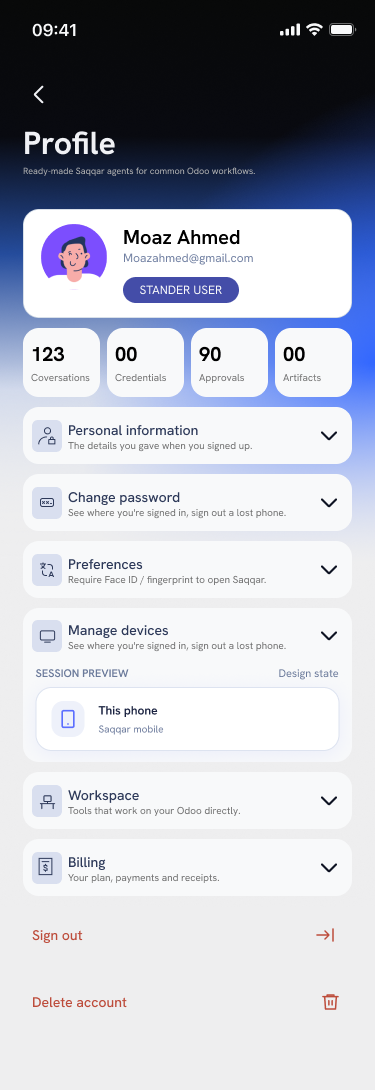 09:41
Profile
Ready-made Saqqar agents for common Odoo workflows.
Moaz Ahmed
Moazahmed@gmail.com
STANDER USER
123
Coversations
00
Credentials
90
Approvals
00
Artifacts
Personal information
The details you gave when you signed up.
Change password
See where you're signed in, sign out a lost phone.
Preferences
Require Face ID / fingerprint to open Saqqar.
Manage devices
See where you're signed in, sign out a lost phone.
SESSION PREVIEW
Design state
This phone
Saqqar mobile
Workspace
Tools that work on your Odoo directly.
Billing
Your plan, payments and receipts.
Sign out
Delete account